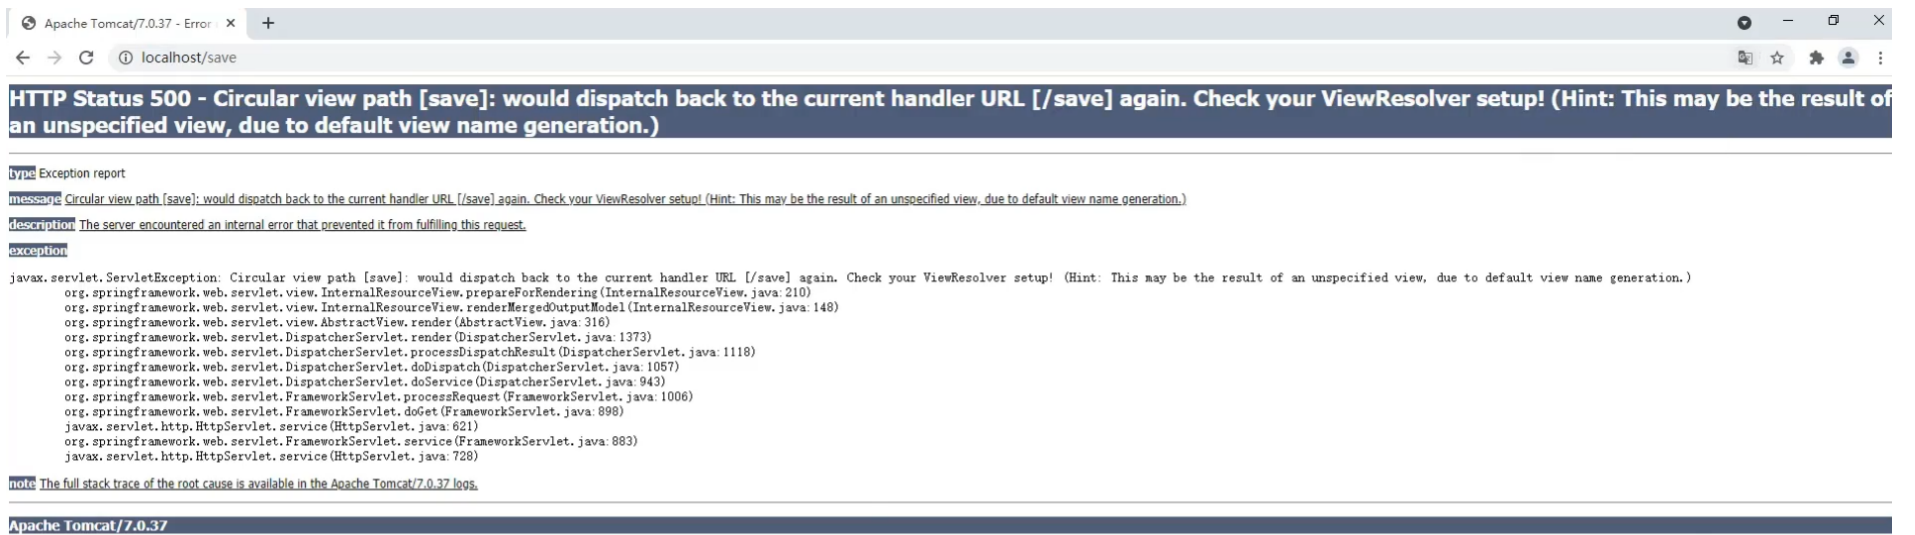 Apache Tomcat/7.0.37 - Error
localhost/save
HTTP Status 500 - Circular view path [save]: would dispatch back to the current handler URL [/save] again. Check your ViewResolver setup! (Hint: This may be the result of
an unspecified view, due to default view name generation.)
type Exception report
message Circular view path [save]: would dispatch back to the current handler URL [/save] again. Check your ViewResolver setup! (Hint: This may be the result of an unspecified view, due to default view name generation.)
description The server encountered an internal error that prevented it from fulfilling this request.
exception
javax.servlet.ServletException: Circular view path [save]: would dispatch back to the current handler URL [/save] again. Check your ViewResolver setup! (Hint: This may be the result of an unspecified view, due to default view name generation.)
org.springframework.web.servlet.view.InternalResourceView.prepareForRendering(InternalResourceView.java:210)
org.springframework.web.servlet.view.InternalResourceView.renderMergedOutputModel(InternalResourceView.java:148)
org.springframework.web.servlet.view.AbstractView.render(AbstractView.java:316)
org.springframework.web.servlet.DispatcherServlet.render(DispatcherServlet.java:1373)
org.springframework.web.servlet.DispatcherServlet.processDispatchResult(DispatcherServlet.java:1118)
org.springframework.web.servlet.DispatcherServlet.doDispatch(DispatcherServlet.java:1057)
org.springframework.web.servlet.DispatcherServlet.doService(DispatcherServlet.java:943)
org.springframework.web.servlet.FrameworkServlet.processRequest(FrameworkServlet.java:1006)
org.springframework.web.servlet.FrameworkServlet.doGet(FrameworkServlet.java:898)
javax.servlet.http.HttpServlet.service(HttpServlet.java:621)
org.springframework.web.servlet.FrameworkServlet.service(FrameworkServlet.java:883)
javax.servlet.http.HttpServlet.service(HttpServlet.java:728)
note The full stack trace of the root cause is available in the Apache Tomcat/7.0.37 logs.
Apache Tomcat/7.0.37